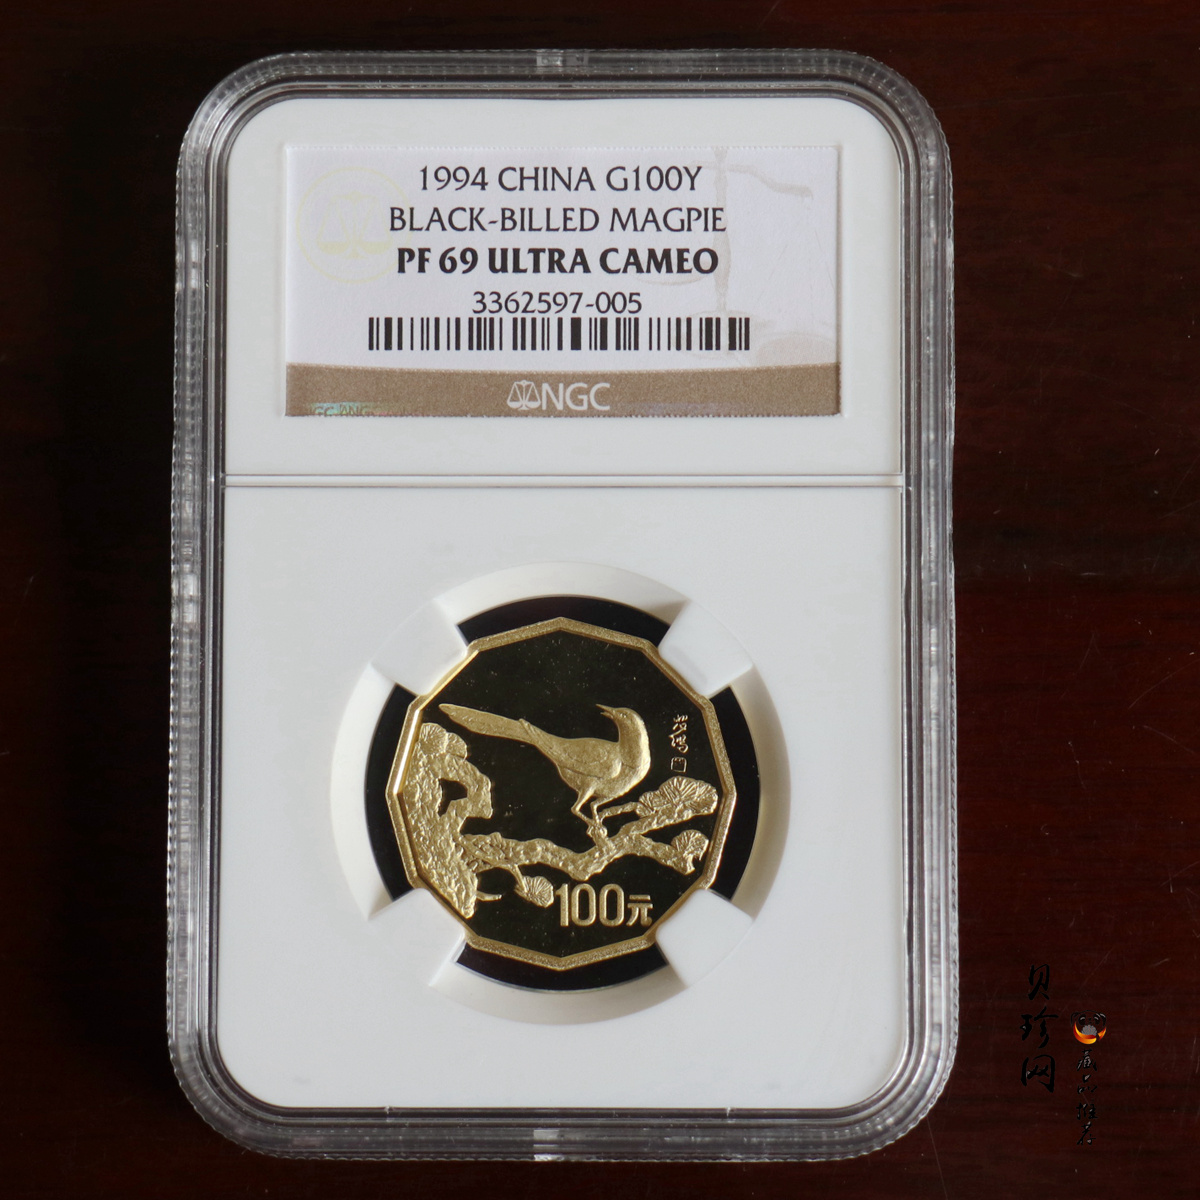 1994 CHINA G100Y
BLACK-BILLED MAGPIE
PF 69 ULTRA CAMEO
3362597-005
NGC
100元
贝珍网